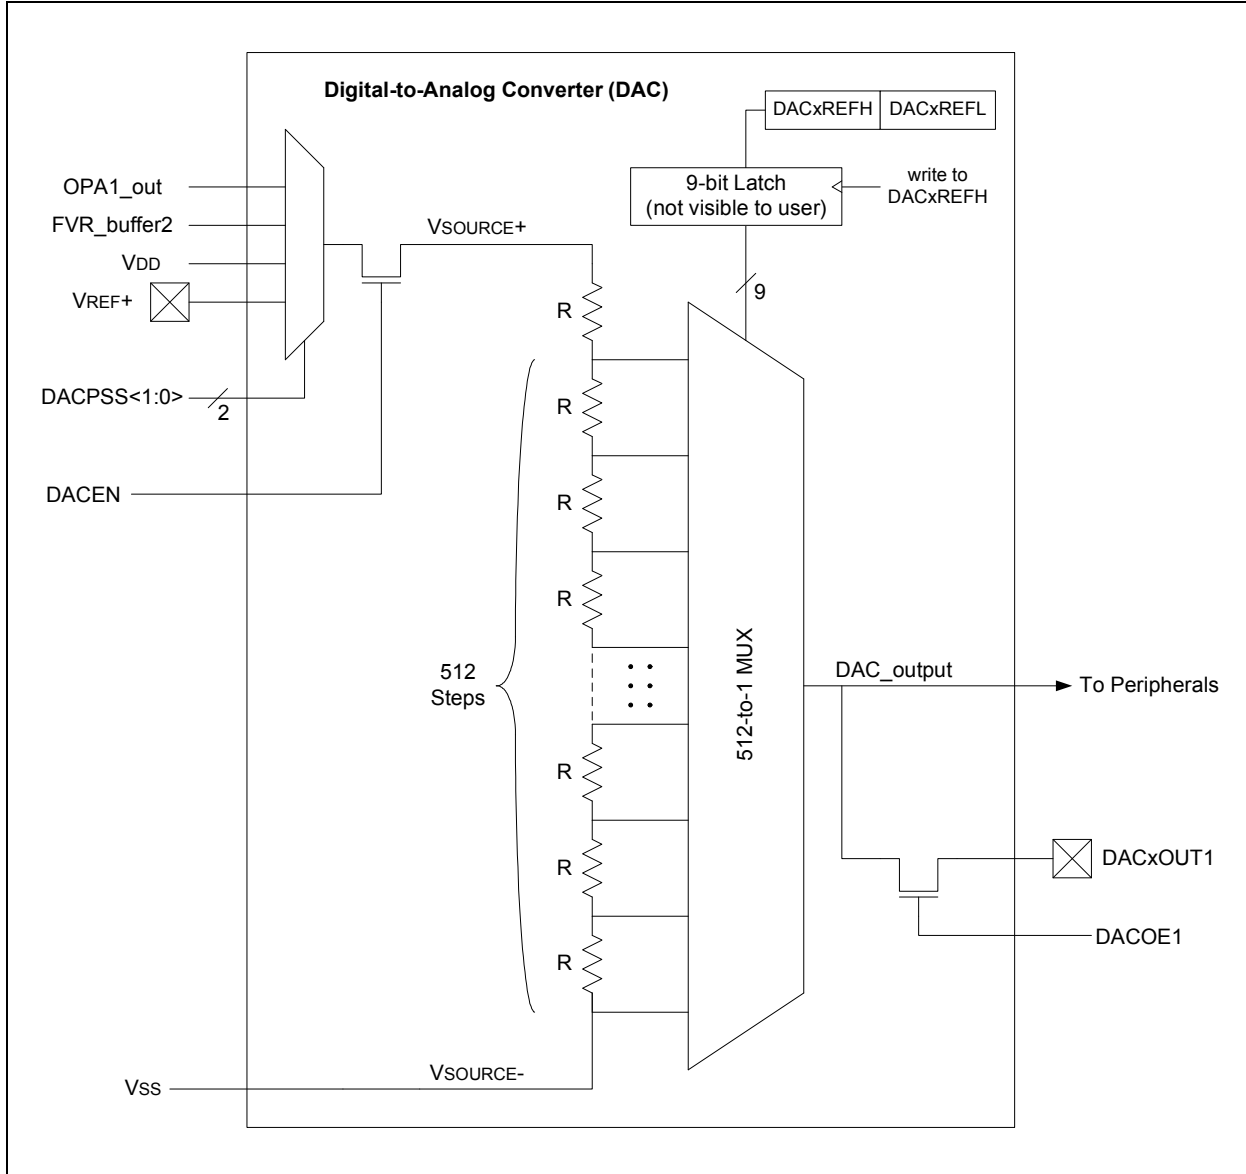 Digital-to-Analog Converter (DAC)
DACxREFH DACxREFL
9-bit Latch
(not visible to user)
write to
DACxREFH
9
OPA1_out
FVR_buffer2
VDD
VREF+
DACPSS<1:0>
2
DACEN
VSOURCE+
R
R
R
R
512
Steps
R
R
R
512-to-1 MUX
DAC_output
To Peripherals
DACxOUT1
DACOE1
VSOURCE-
VSS